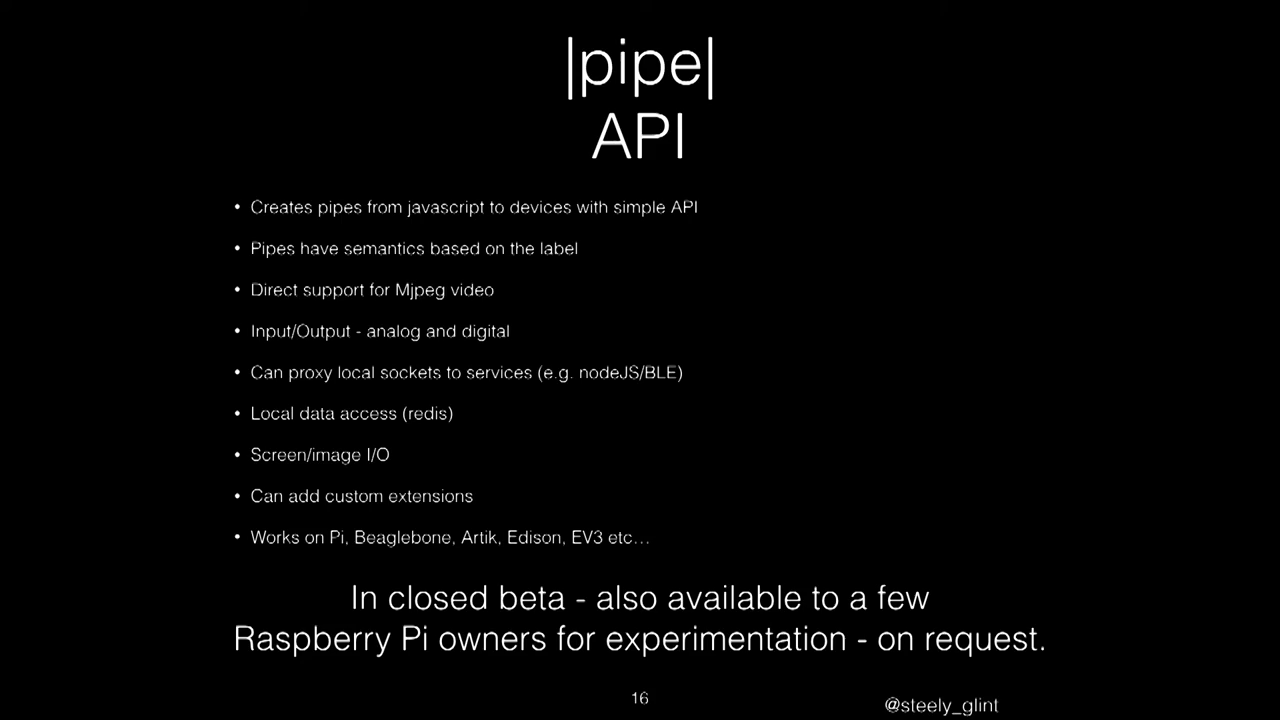 |pipe|
API
• Creates pipes from javascript to devices with simple API
• Pipes have semantics based on the label
• Direct support for Mjpeg video
• Input/Output - analog and digital
• Can proxy local sockets to services (e.g. nodeJS/BLE)
• Local data access (redis)
• Screen/image I/O
• Can add custom extensions
• Works on Pi, Beaglebone, Artik, Edison, EV3 etc...
In closed beta - also available to a few
Raspberry Pi owners for experimentation - on request.
16
@steely_glint